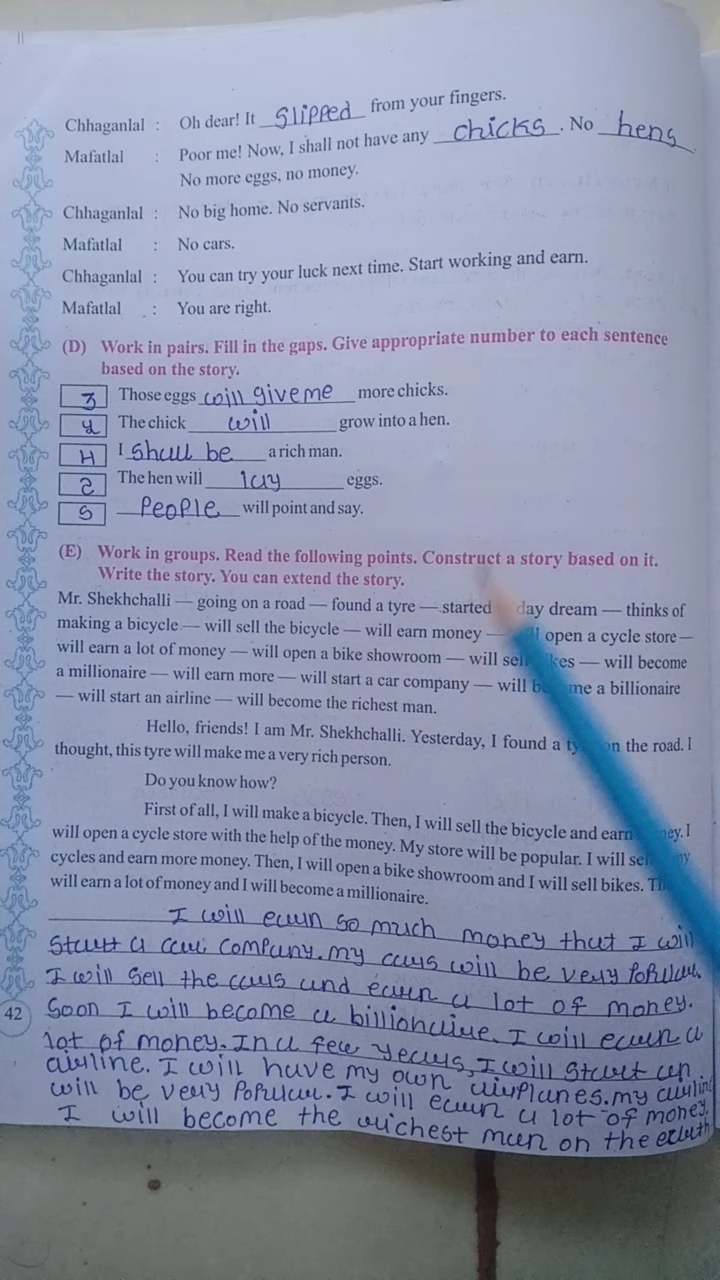 Chhaganlal : Oh dear! It slipped from your fingers.
Mafatlal : Poor me! Now, I shall not have any chicks. No hens
No more eggs, no money.
Chhaganlal : No big home. No servants.
Mafatlal : No cars.
Chhaganlal : You can try your luck next time. Start working and earn.
Mafatlal : You are right.
(D) Work in pairs. Fill in the gaps. Give appropriate number to each sentence
based on the story.
3 Those eggs will give me more chicks.
The chick will grow into a hen.
I shall be a rich man.
2 The hen will lay eggs.
5 People will point and say.
(E) Work in groups. Read the following points. Construct a story based on it.
Write the story. You can extend the story.
Mr. Shekhchalli — going on a road — found a tyre — started day dream — thinks of
making a bicycle — will sell the bicycle — will earn money — open a cycle store —
will earn a lot of money — will open a bike showroom — will — will become
a millionaire — will earn more — will start a car company — will a billionaire
— will start an airline — will become the richest man.
Hello, friends! I am Mr. Shekhchalli. Yesterday, I found a on the road. I
thought, this tyre will make me a very rich person.
Do you know how?
First of all, I will make a bicycle. Then, I will sell the bicycle and earn I
will open a cycle store with the help of the money. My store will be popular. I will
cycles and earn more money. Then, I will open a bike showroom and I will sell bikes.
will earn a lot of money and I will become a millionaire.
I will earn so much money that I will
start a car company. my cars will be very popular.
I will sell the cars and earn a lot of money.
42 Soon I will become a billionaire. I will earn a
lot of money. In a few years, I will start an
airline. I will have my own airplanes. my airline
will be very popular. I will earn a lot of money.
I will become the richest man on the earth